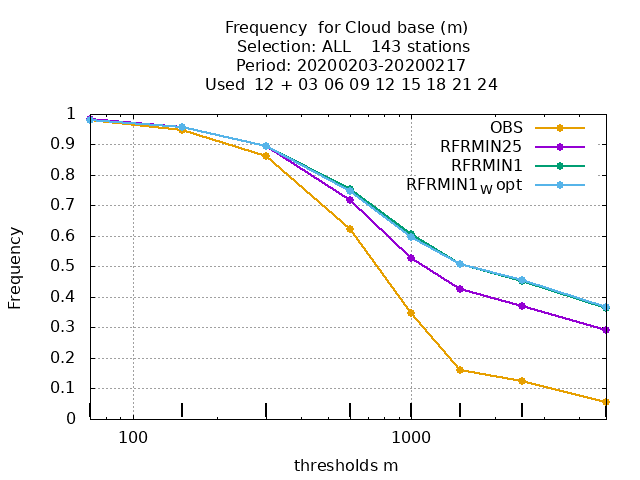 Frequency  for Cloud base (m)
Selection: ALL    143 stations
Period: 20200203-20200217
Used  12 + 03 06 09 12 15 18 21 24
1
0.9
0.8
0.7
0.6
0.5
0.4
0.3
0.2
0.1
0
Frequency
OBS
RFRMIN25
RFRMIN1
RFRMIN1W opt
100
1000
thresholds m